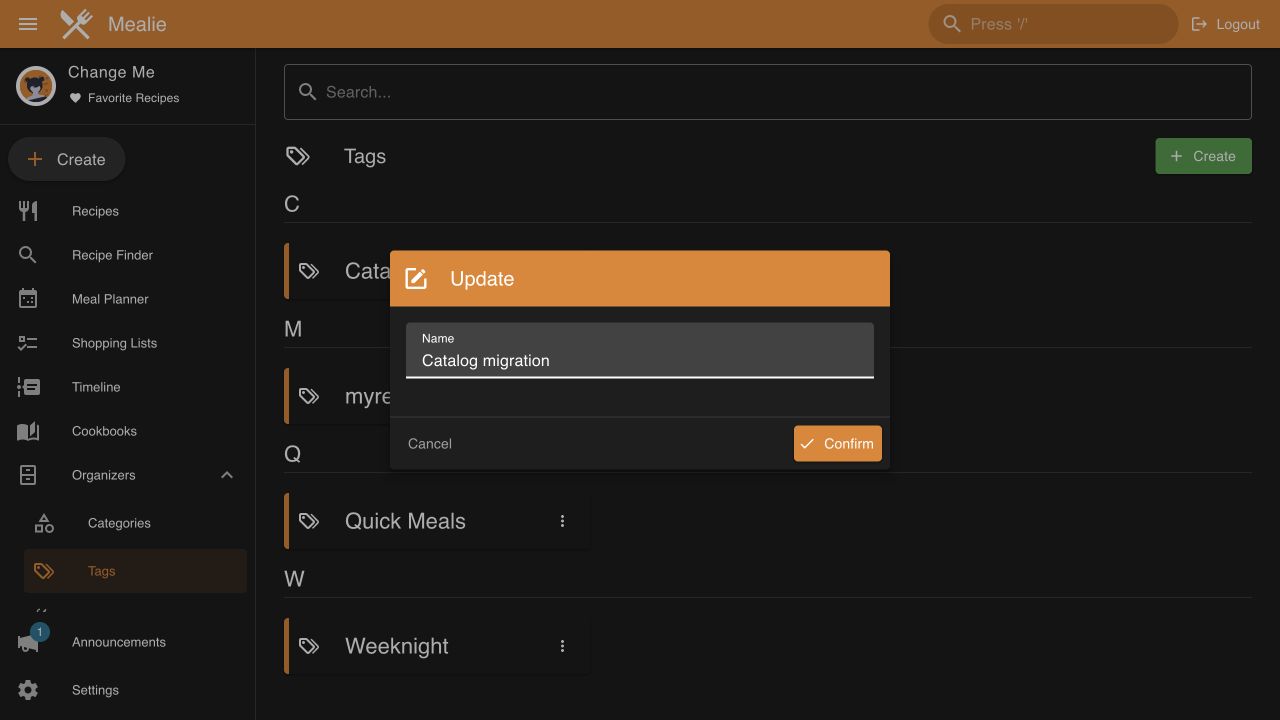 Mealie
Press '/'
Logout
Change Me
Favorite Recipes
Create
Recipes
Recipe Finder
Meal Planner
Shopping Lists
Timeline
Cookbooks
Organizers
Categories
Tags
1
Announcements
Settings
Search...
Tags
Create
C
Cata
M
myre
Q
Quick Meals
W
Weeknight
Update
Name
Catalog migration
Cancel
Confirm